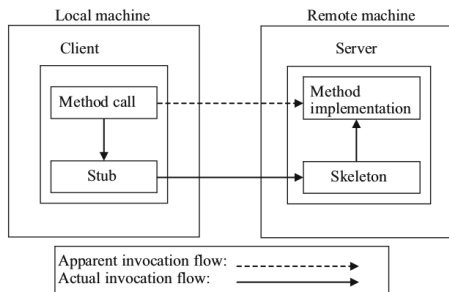 Local machine
Remote machine
Client
Server
Method call
Method
implementation
Stub
Skeleton
Apparent invocation flow:
Actual invocation flow: